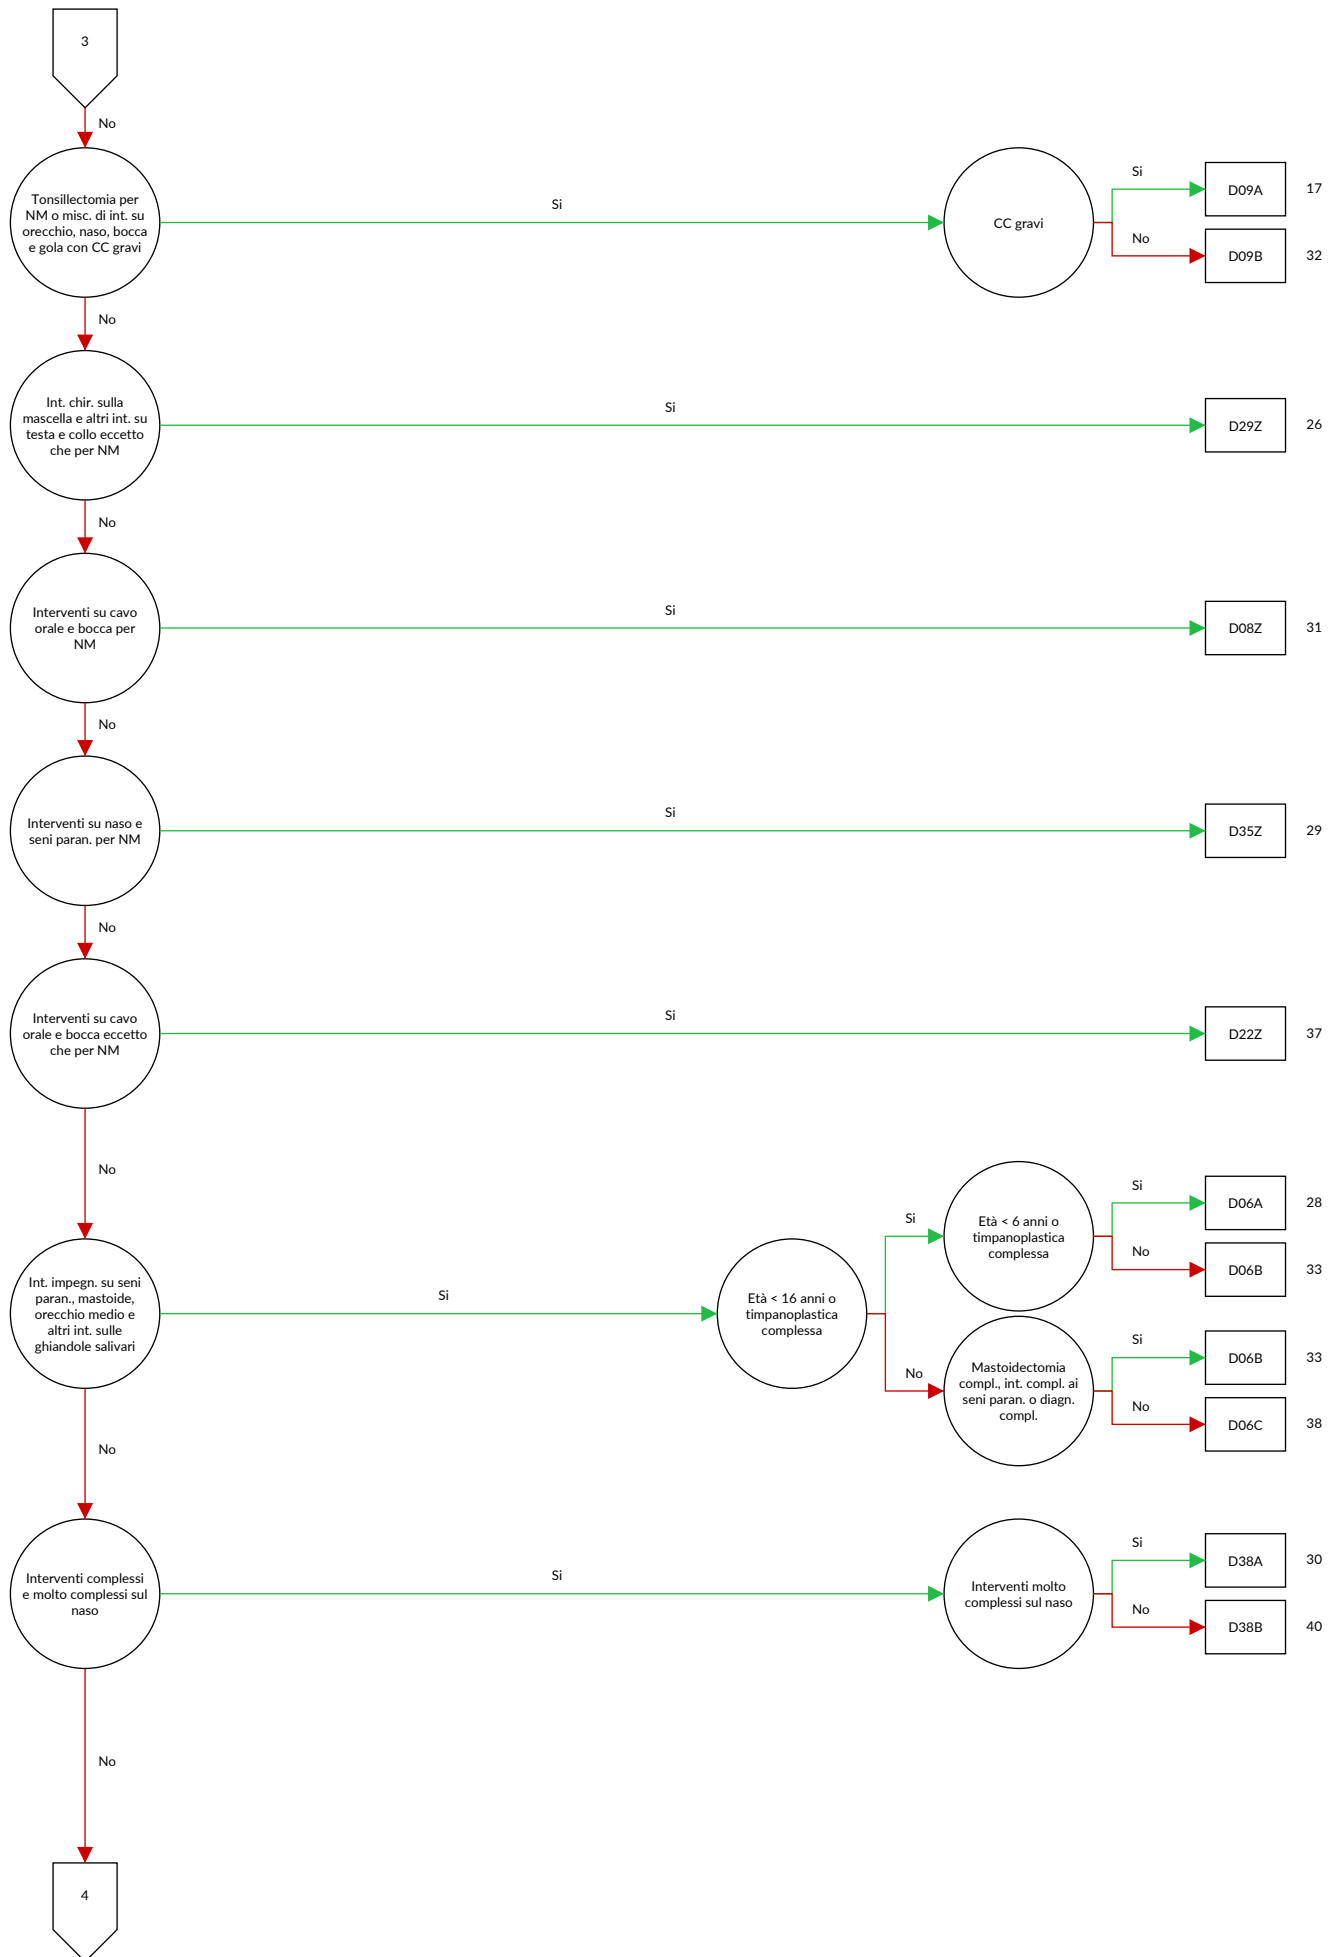 3
No
Tonsillectomia per
NM o misc. di int. su
orecchio, naso, bocca
e gola con CC gravi
Si
CC gravi
Si
D09A
17
No
D09B
32
No
Int. chir. sulla
mascella e altri int. su
testa e collo eccetto
che per NM
Si
D29Z
26
No
Interventi su cavo
orale e bocca per
NM
Si
D08Z
31
No
Interventi su naso e
seni paran. per NM
Si
D35Z
29
No
Interventi su cavo
orale e bocca eccetto
che per NM
Si
D22Z
37
No
Int. impegn. su seni
paran., mastoide,
orecchio medio e
altri int. sulle
ghiandole salivari
Si
Età < 16 anni o
timpanoplastica
complessa
Si
Età < 6 anni o
timpanoplastica
complessa
Si
D06A
28
No
D06B
33
No
Mastoidectomia
compl., int. compl. ai
seni paran. o diagn.
compl.
Si
D06B
33
No
D06C
38
No
Interventi complessi
e molto complessi sul
naso
Si
Interventi molto
complessi sul naso
Si
D38A
30
No
D38B
40
No
4